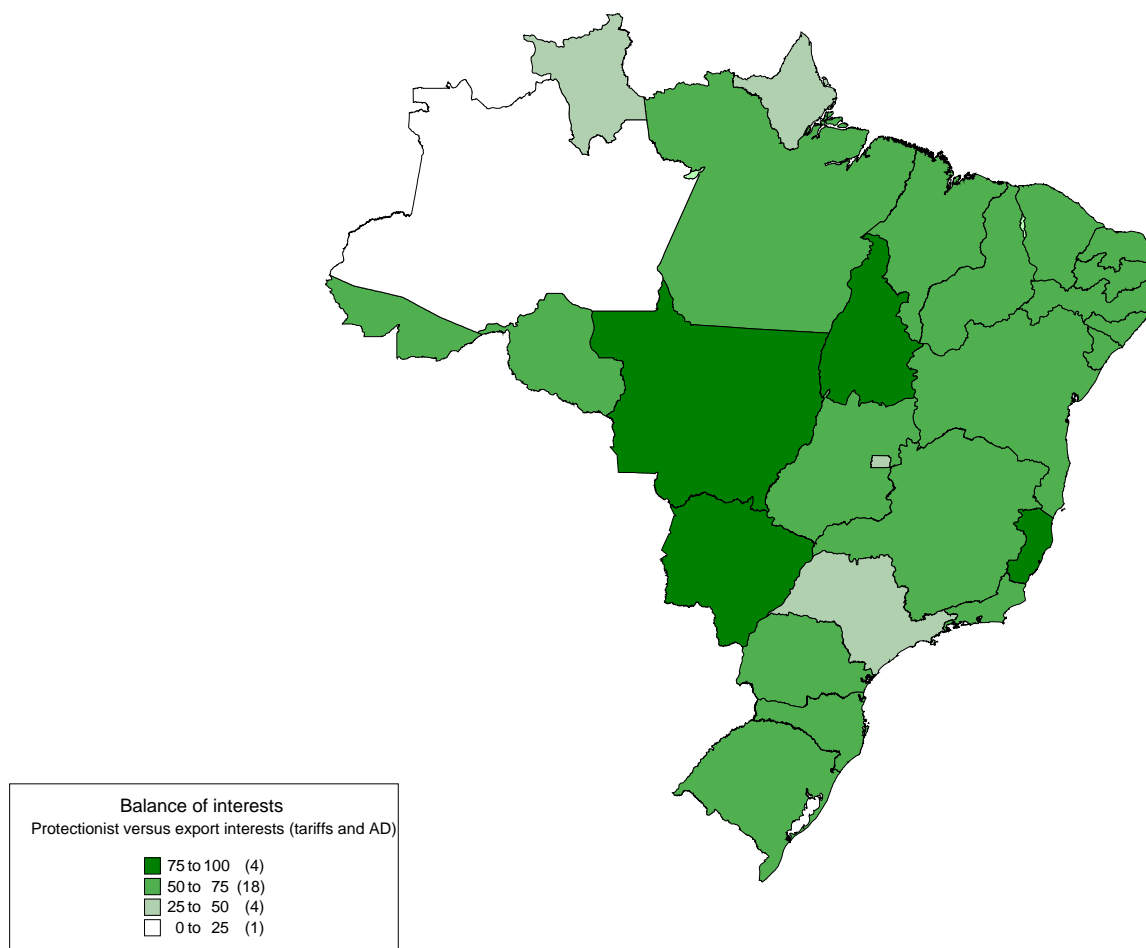 Balance of interests
Protectionist versus export interests (tariffs and AD)
75 to 100 (4)
50 to 75 (18)
25 to 50 (4)
0 to 25 (1)